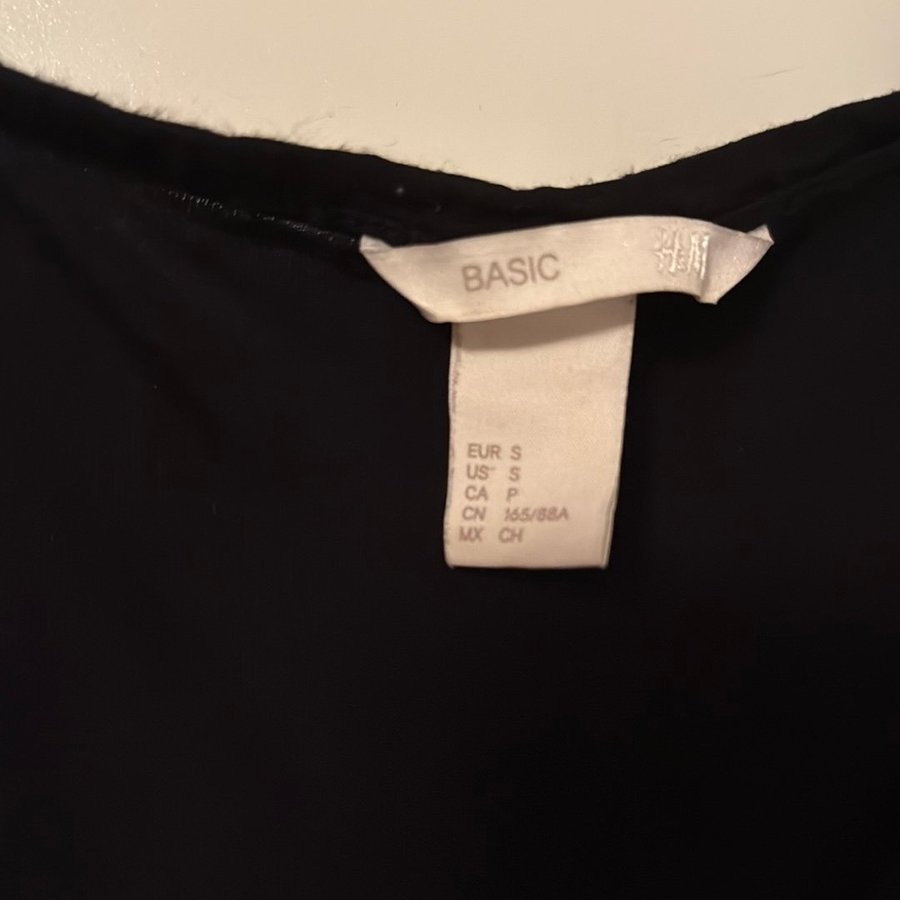 BASIC H&M
EUR S
US S
CA P
CN 165/88A
MX CH